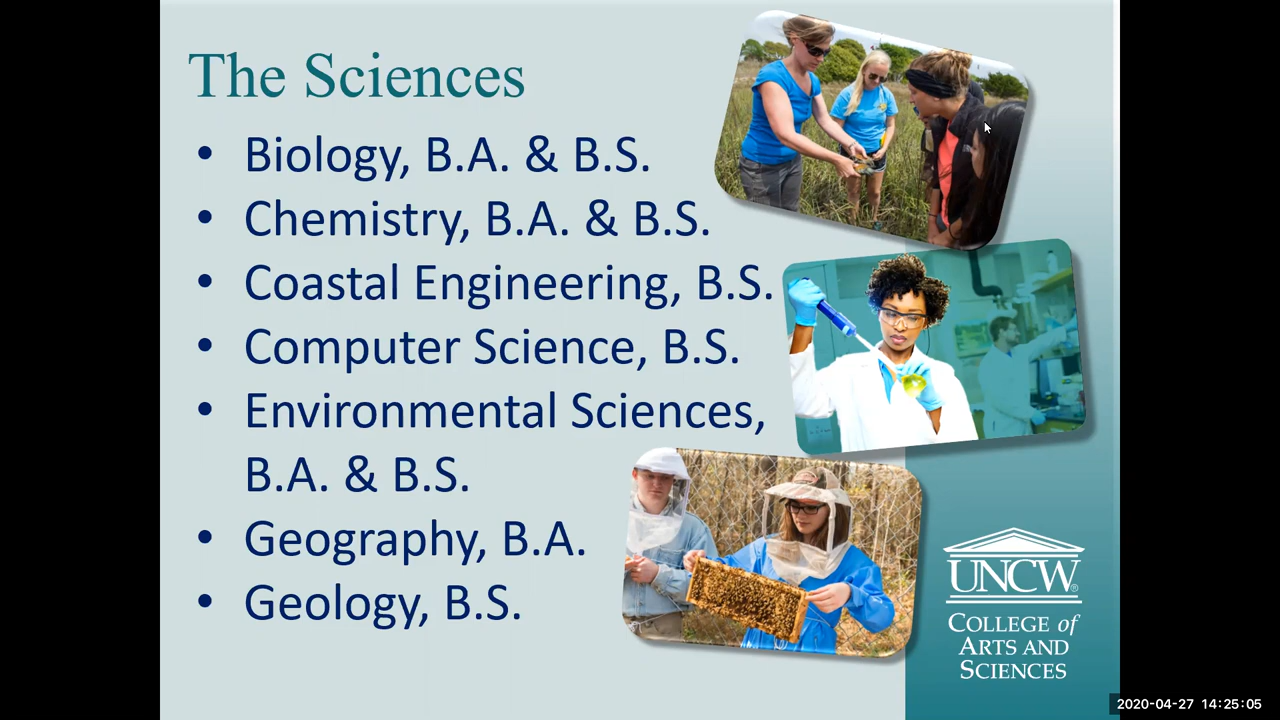 The Sciences
• Biology, B.A. & B.S.
• Chemistry, B.A. & B.S.
• Coastal Engineering, B.S.
• Computer Science, B.S.
• Environmental Sciences,
B.A. & B.S.
• Geography, B.A.
• Geology, B.S.
UNCW®
COLLEGE of
ARTS AND
SCIENCES
2020-04-27 14:25:05